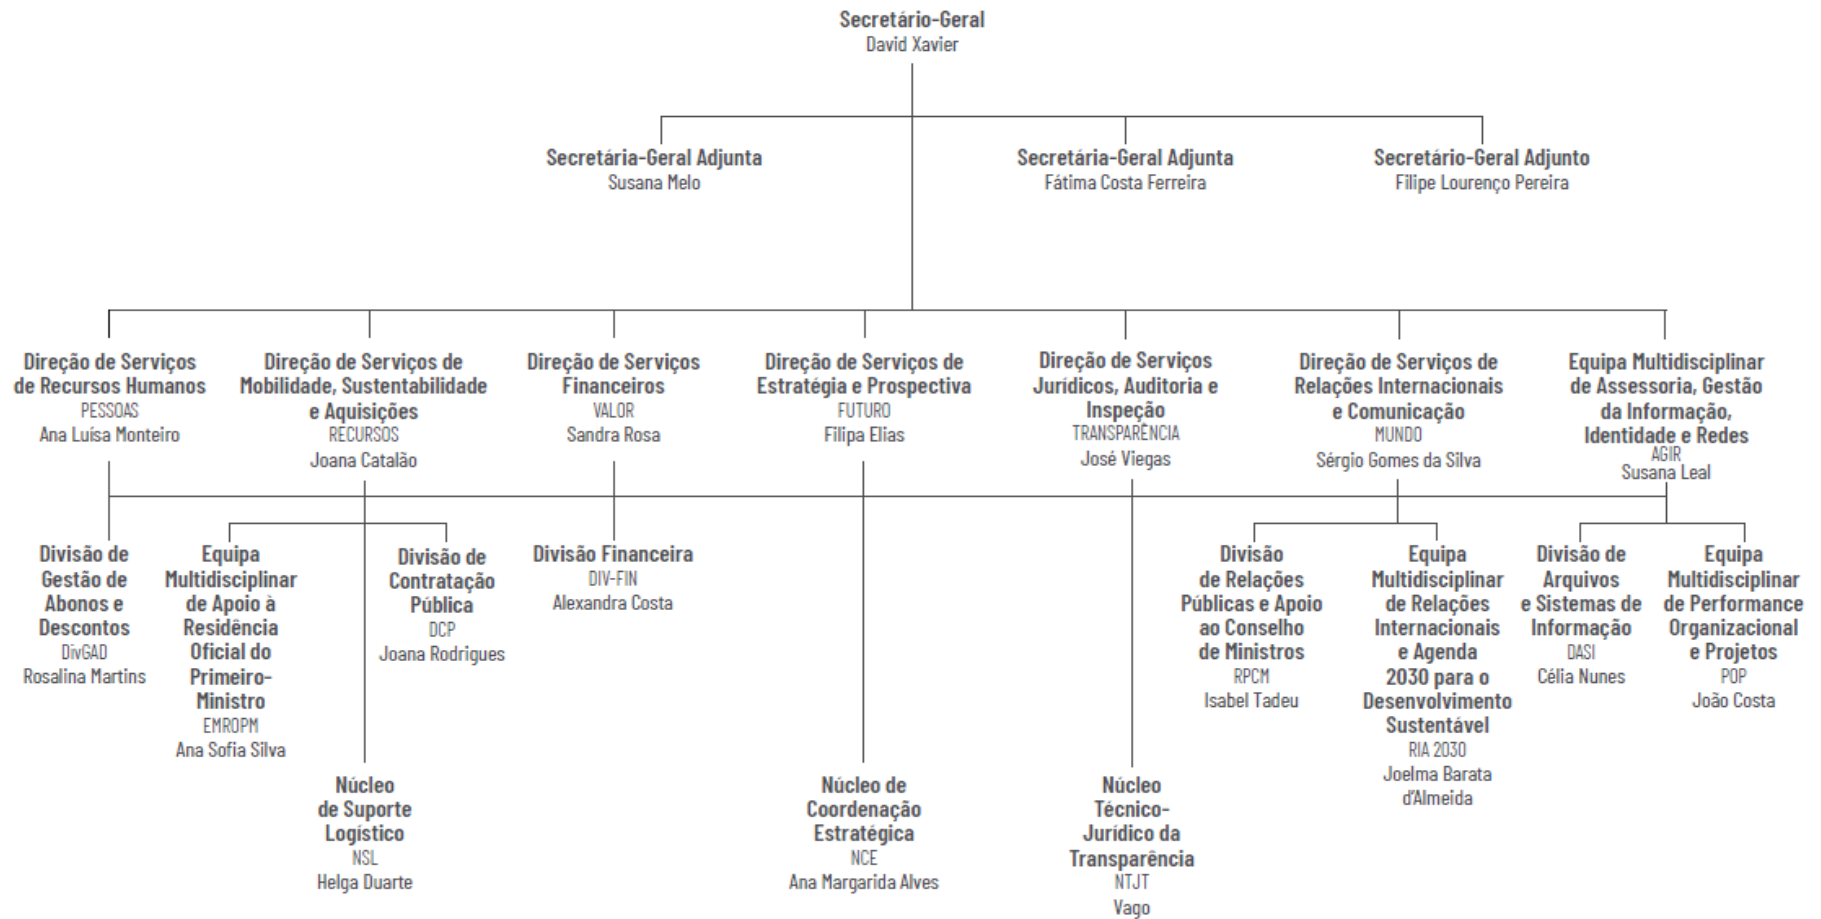 Secretário-Geral
David Xavier
Secretária-Geral Adjunta
Susana Melo
Secretária-Geral Adjunta
Fátima Costa Ferreira
Secretário-Geral Adjunto
Filipe Lourenço Pereira
Direção de Serviços
de Recursos Humanos
PESSOAS
Ana Luísa Monteiro
Direção de Serviços de
Mobilidade, Sustentabilidade
e Aquisições
RECURSOS
Joana Catalão
Direção de Serviços
Financeiros
VALOR
Sandra Rosa
Direção de Serviços de
Estratégia e Prospectiva
FUTURO
Filipa Elias
Direção de Serviços
Jurídicos, Auditoria e
Inspeção
TRANSPARÊNCIA
José Viegas
Direção de Serviços de
Relações Internacionais
e Comunicação
MUNDO
Sérgio Gomes da Silva
Equipa Multidisciplinar
de Assessoria, Gestão
da Informação,
Identidade e Redes
AGIR
Susana Leal
Divisão de
Gestão de
Abonos e
Descontos
DivGAD
Rosalina Martins
Equipa
Multidisciplinar
de Apoio à
Residência
Oficial do
Primeiro-
Ministro
EMROPM
Ana Sofia Silva
Núcleo
de Suporte
Logístico
NSL
Helga Duarte
Divisão de
Contratação
Pública
DCP
Joana Rodrigues
Divisão Financeira
DIV-FIN
Alexandra Costa
Núcleo de
Coordenação
Estratégica
NCE
Ana Margarida Alves
Núcleo
Técnico-
Jurídico da
Transparência
NTJT
Vago
Divisão
de Relações
Públicas e Apoio
ao Conselho
de Ministros
RPCM
Isabel Tadeu
Equipa
Multidisciplinar
de Relações
Internacionais
e Agenda
2030 para o
Desenvolvimento
Sustentável
RIA 2030
Joelma Barata
d'Almeida
Divisão de
Arquivos
e Sistemas de
Informação
DASI
Célia Nunes
Equipa
Multidisciplinar
de Performance
Organizacional
e Projetos
POP
João Costa